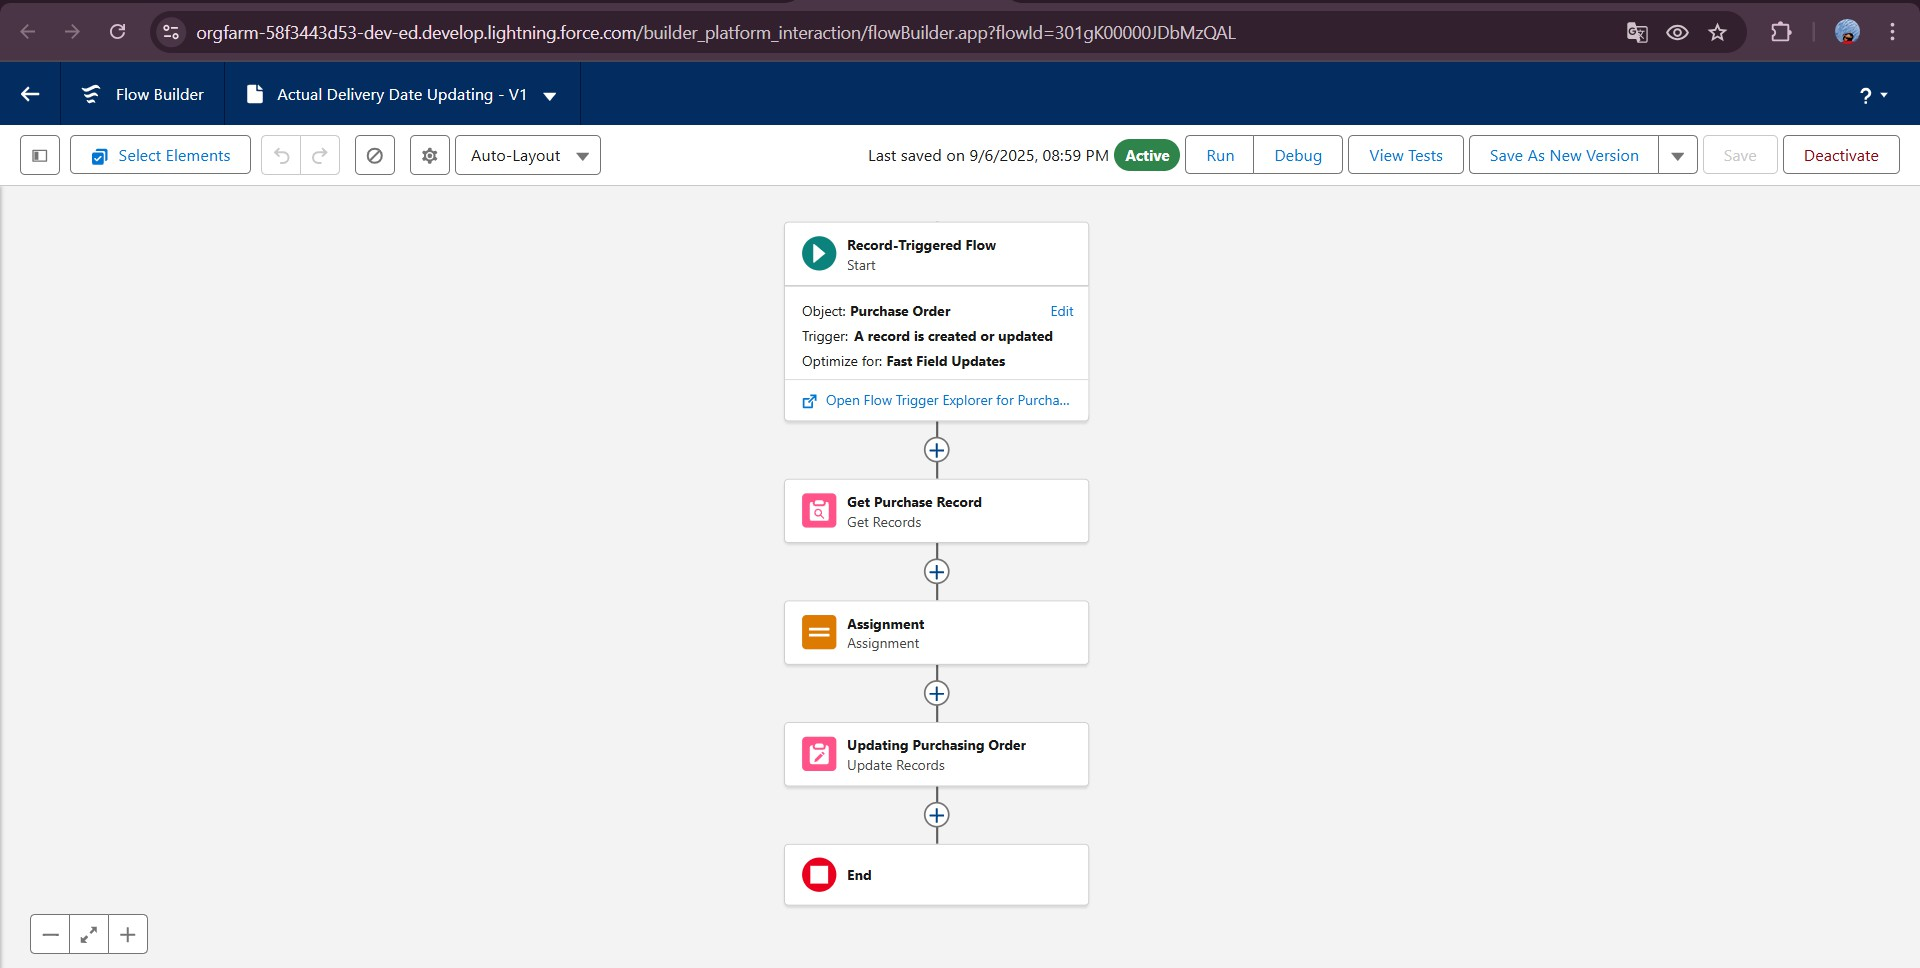 orgfarm-58f3443d53-dev-ed.develop.lightning.force.com/builder_platform_interaction/flowBuilder.app?flowId=301gK00000JDbMzQAL
Flow Builder
Actual Delivery Date Updating - V1
?
Select Elements
Auto-Layout
Last saved on 9/6/2025, 08:59 PM
Active
Run
Debug
View Tests
Save As New Version
Save
Deactivate
Record-Triggered Flow
Start
Object: Purchase Order
Edit
Trigger: A record is created or updated
Optimize for: Fast Field Updates
Open Flow Trigger Explorer for Purcha...
Get Purchase Record
Get Records
Assignment
Assignment
Updating Purchasing Order
Update Records
End